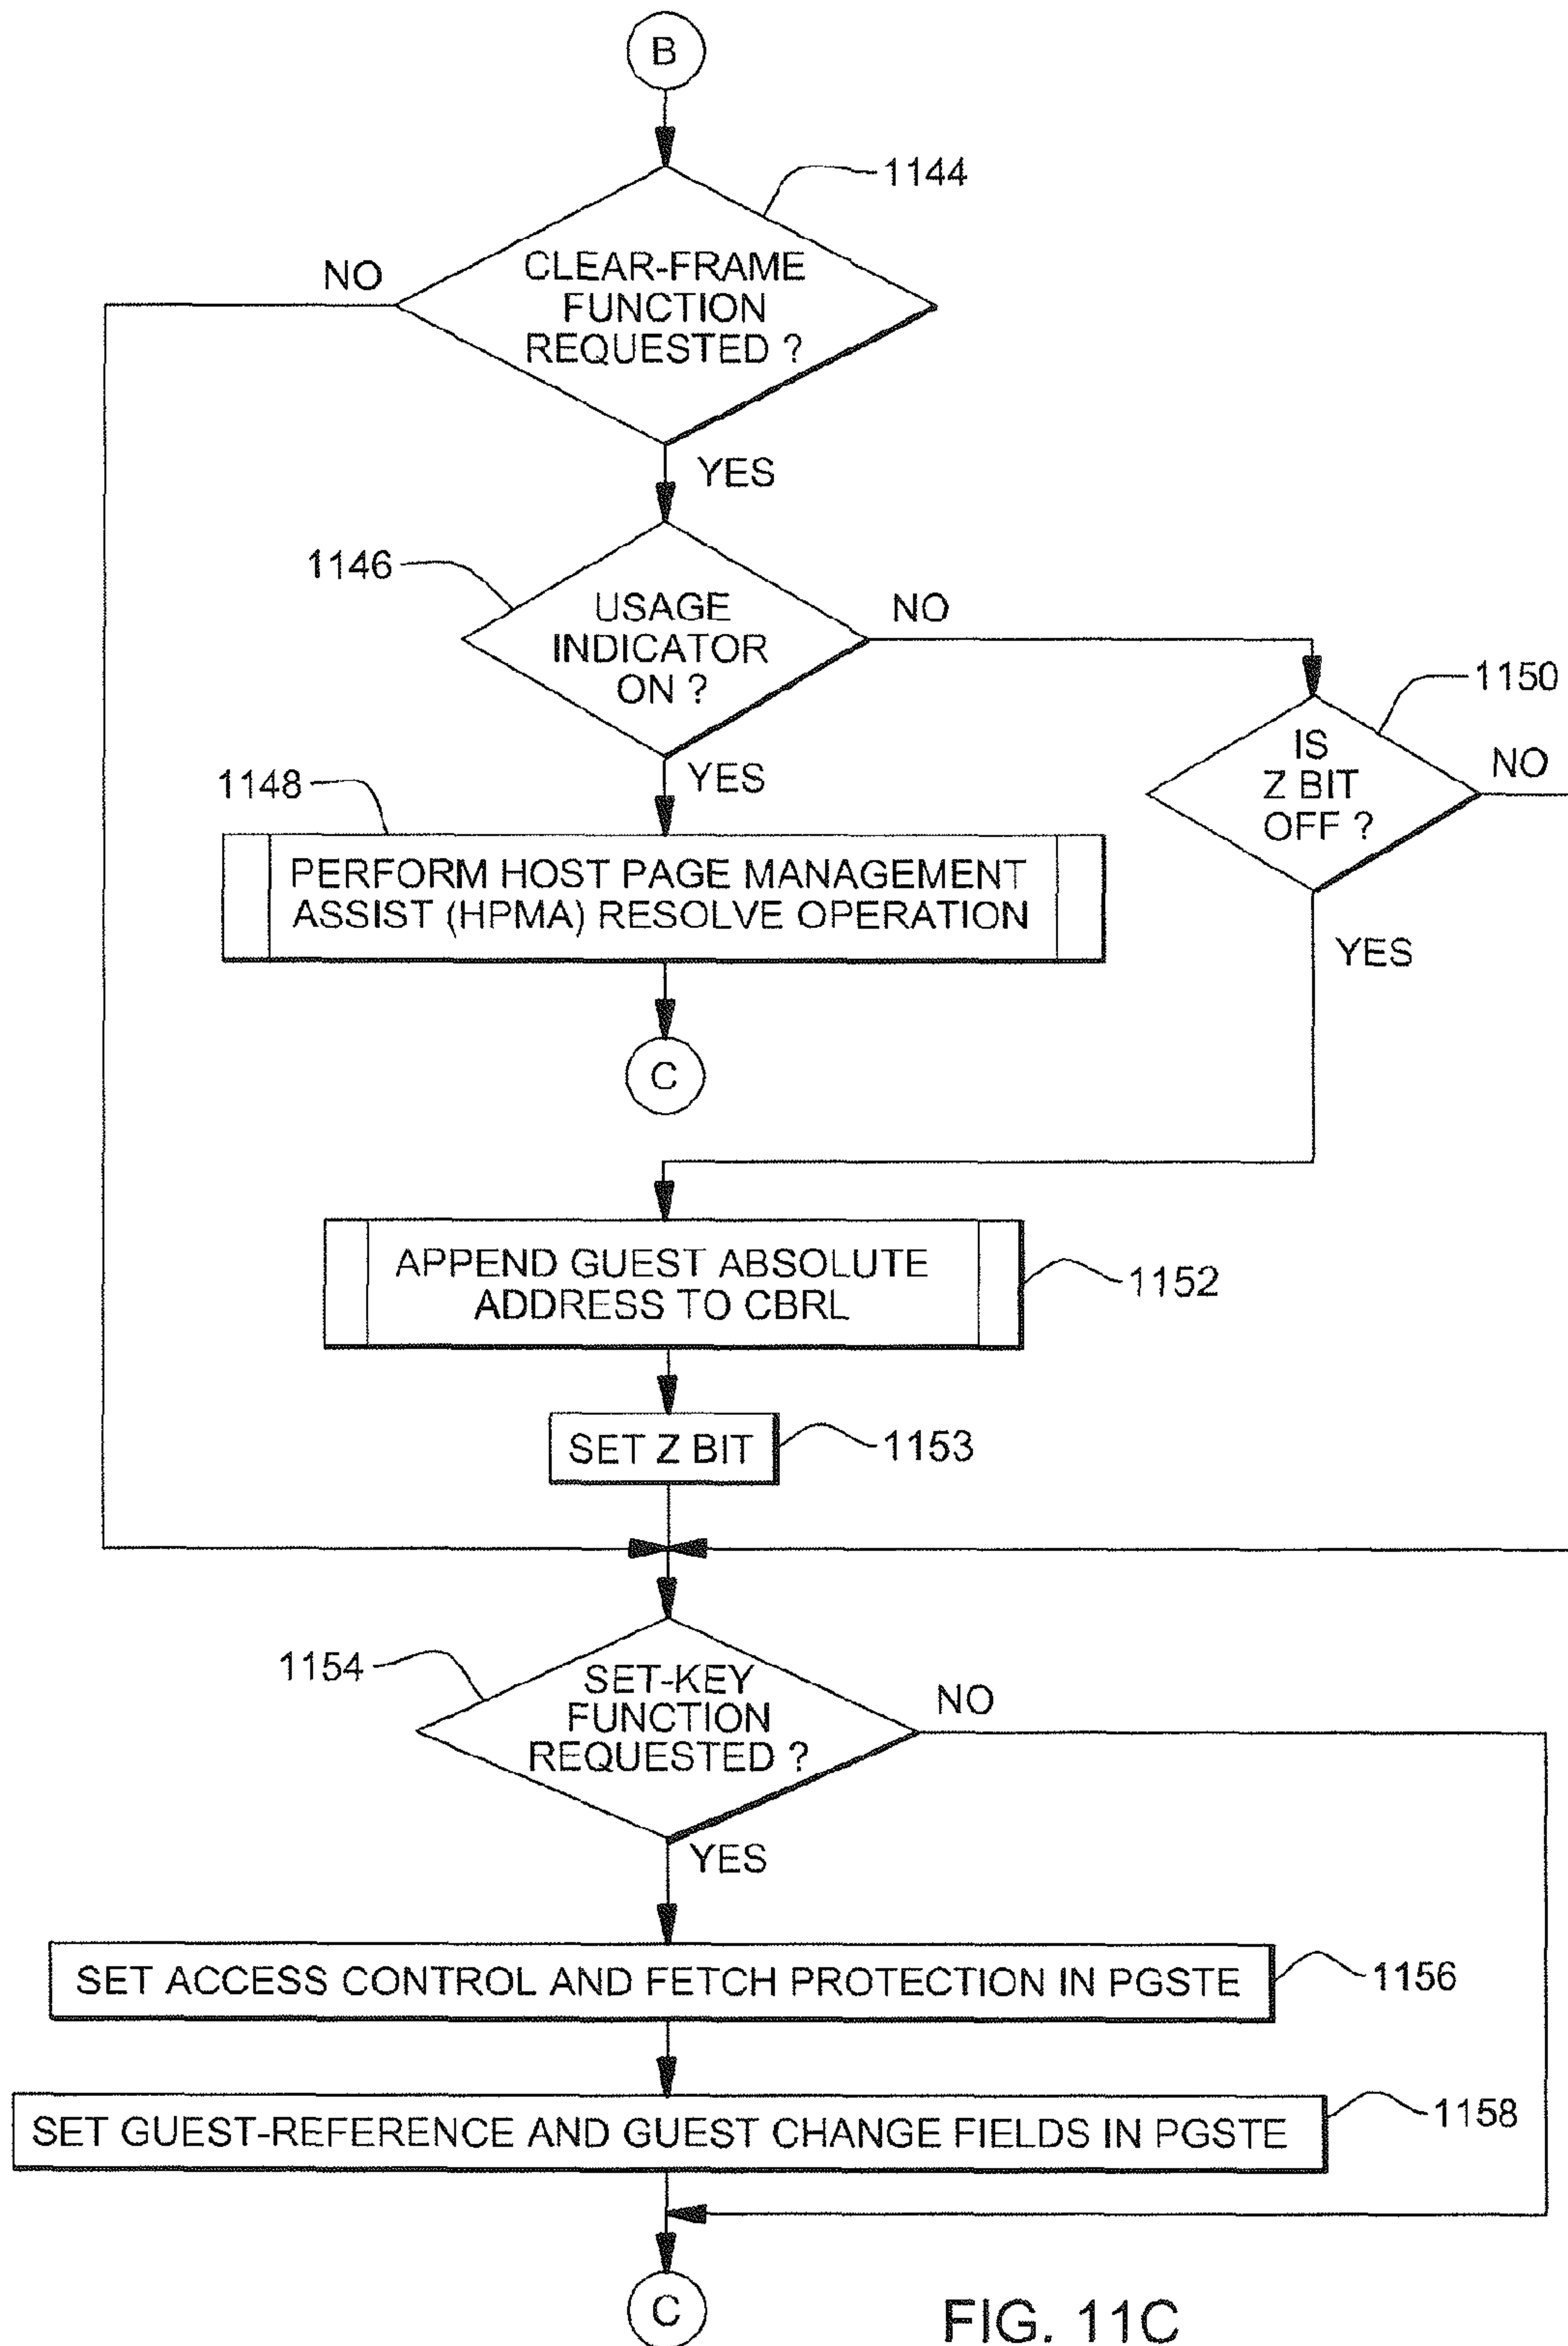 B
1144
CLEAR-FRAME
FUNCTION
REQUESTED ?
NO
YES
1146
USAGE
INDICATOR
ON ?
NO
YES
1150
IS
Z BIT
OFF ?
NO
YES
1148
PERFORM HOST PAGE MANAGEMENT
ASSIST (HPMA) RESOLVE OPERATION
C
APPEND GUEST ABSOLUTE
ADDRESS TO CBRL
1152
SET Z BIT
1153
1154
SET-KEY
FUNCTION
REQUESTED ?
NO
YES
SET ACCESS CONTROL AND FETCH PROTECTION IN PGSTE
1156
SET GUEST-REFERENCE AND GUEST CHANGE FIELDS IN PGSTE
1158
C
FIG. 11C